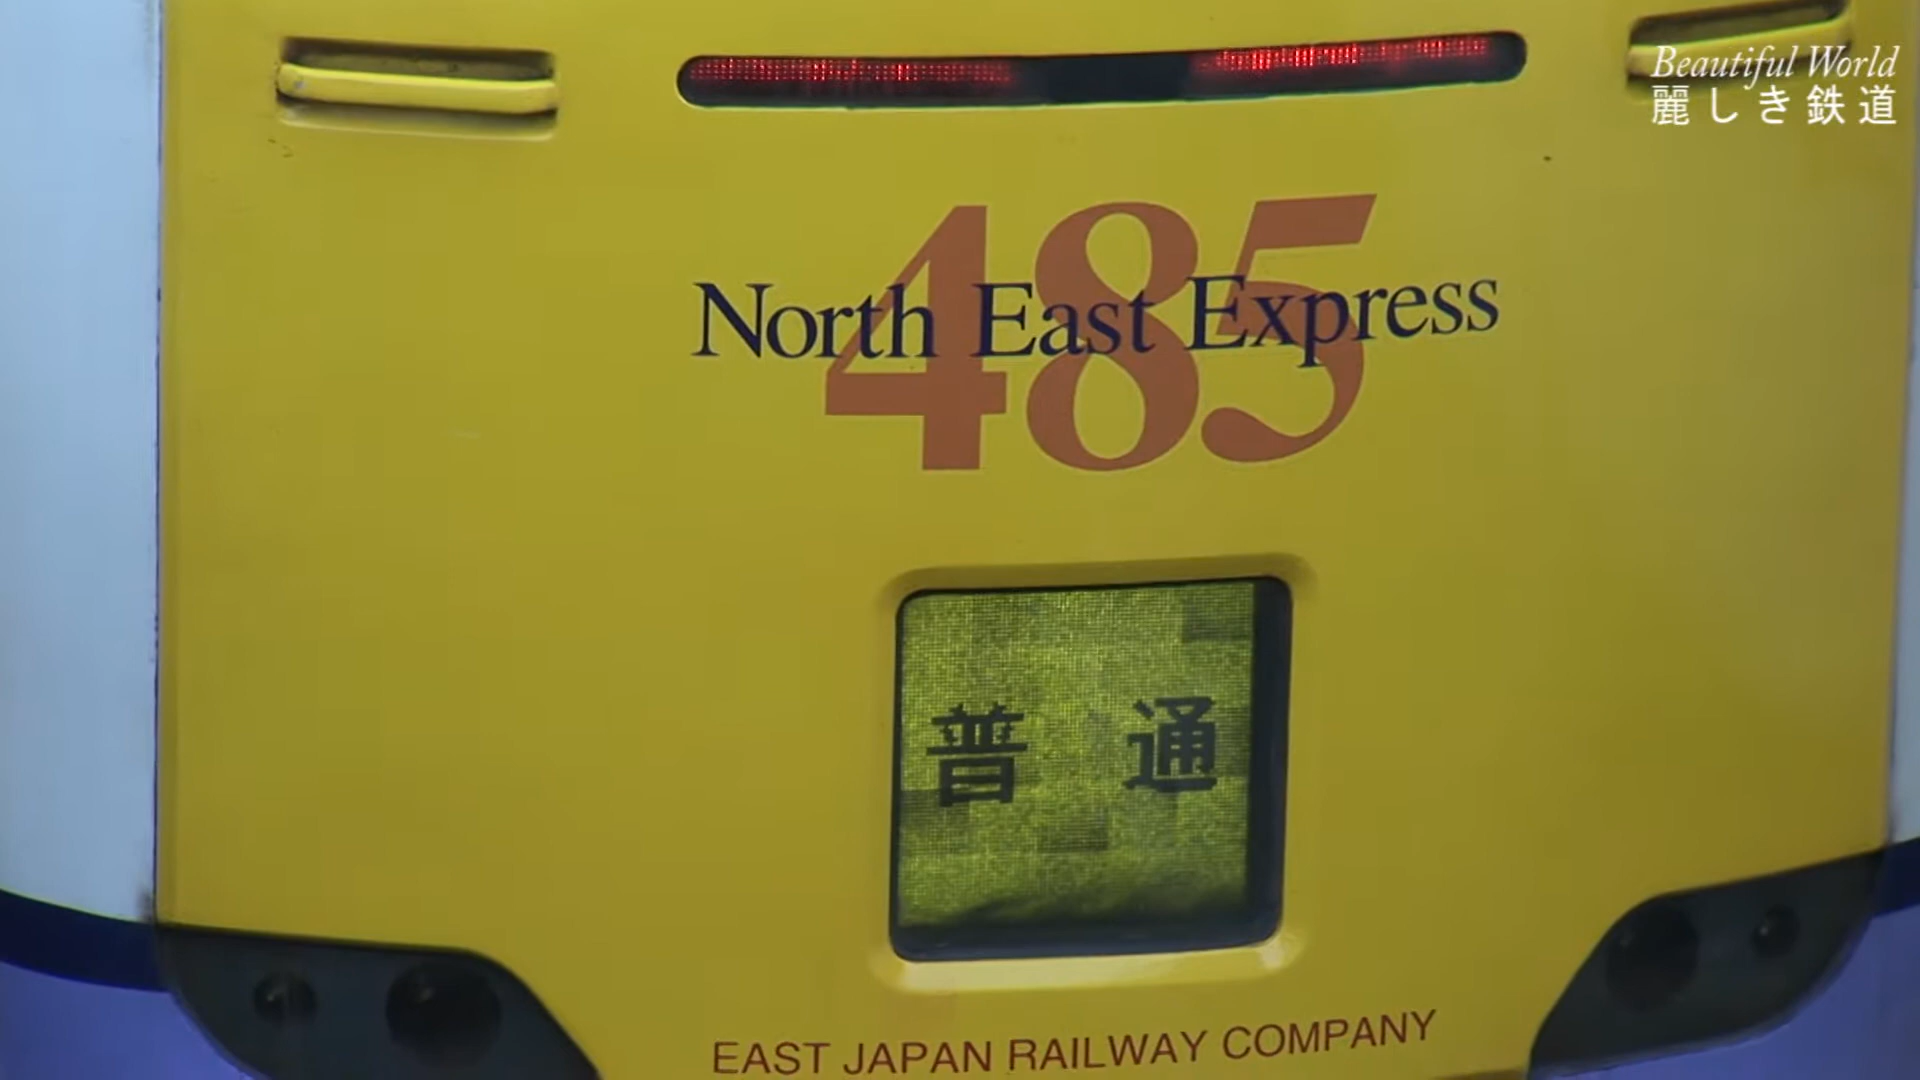 Beautiful World
麗しき鉄道
485
North East Express
普通
EAST JAPAN RAILWAY COMPANY